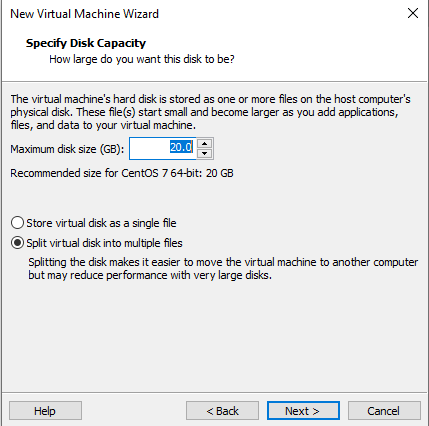 New Virtual Machine Wizard
Specify Disk Capacity
How large do you want this disk to be?
The virtual machine's hard disk is stored as one or more files on the host computer's
physical disk. These file(s) start small and become larger as you add applications,
files, and data to your virtual machine.
Maximum disk size (GB): 20.0
Recommended size for CentOS 7 64-bit: 20 GB
Store virtual disk as a single file
Split virtual disk into multiple files
Splitting the disk makes it easier to move the virtual machine to another computer
but may reduce performance with very large disks.
Help < Back Next > Cancel